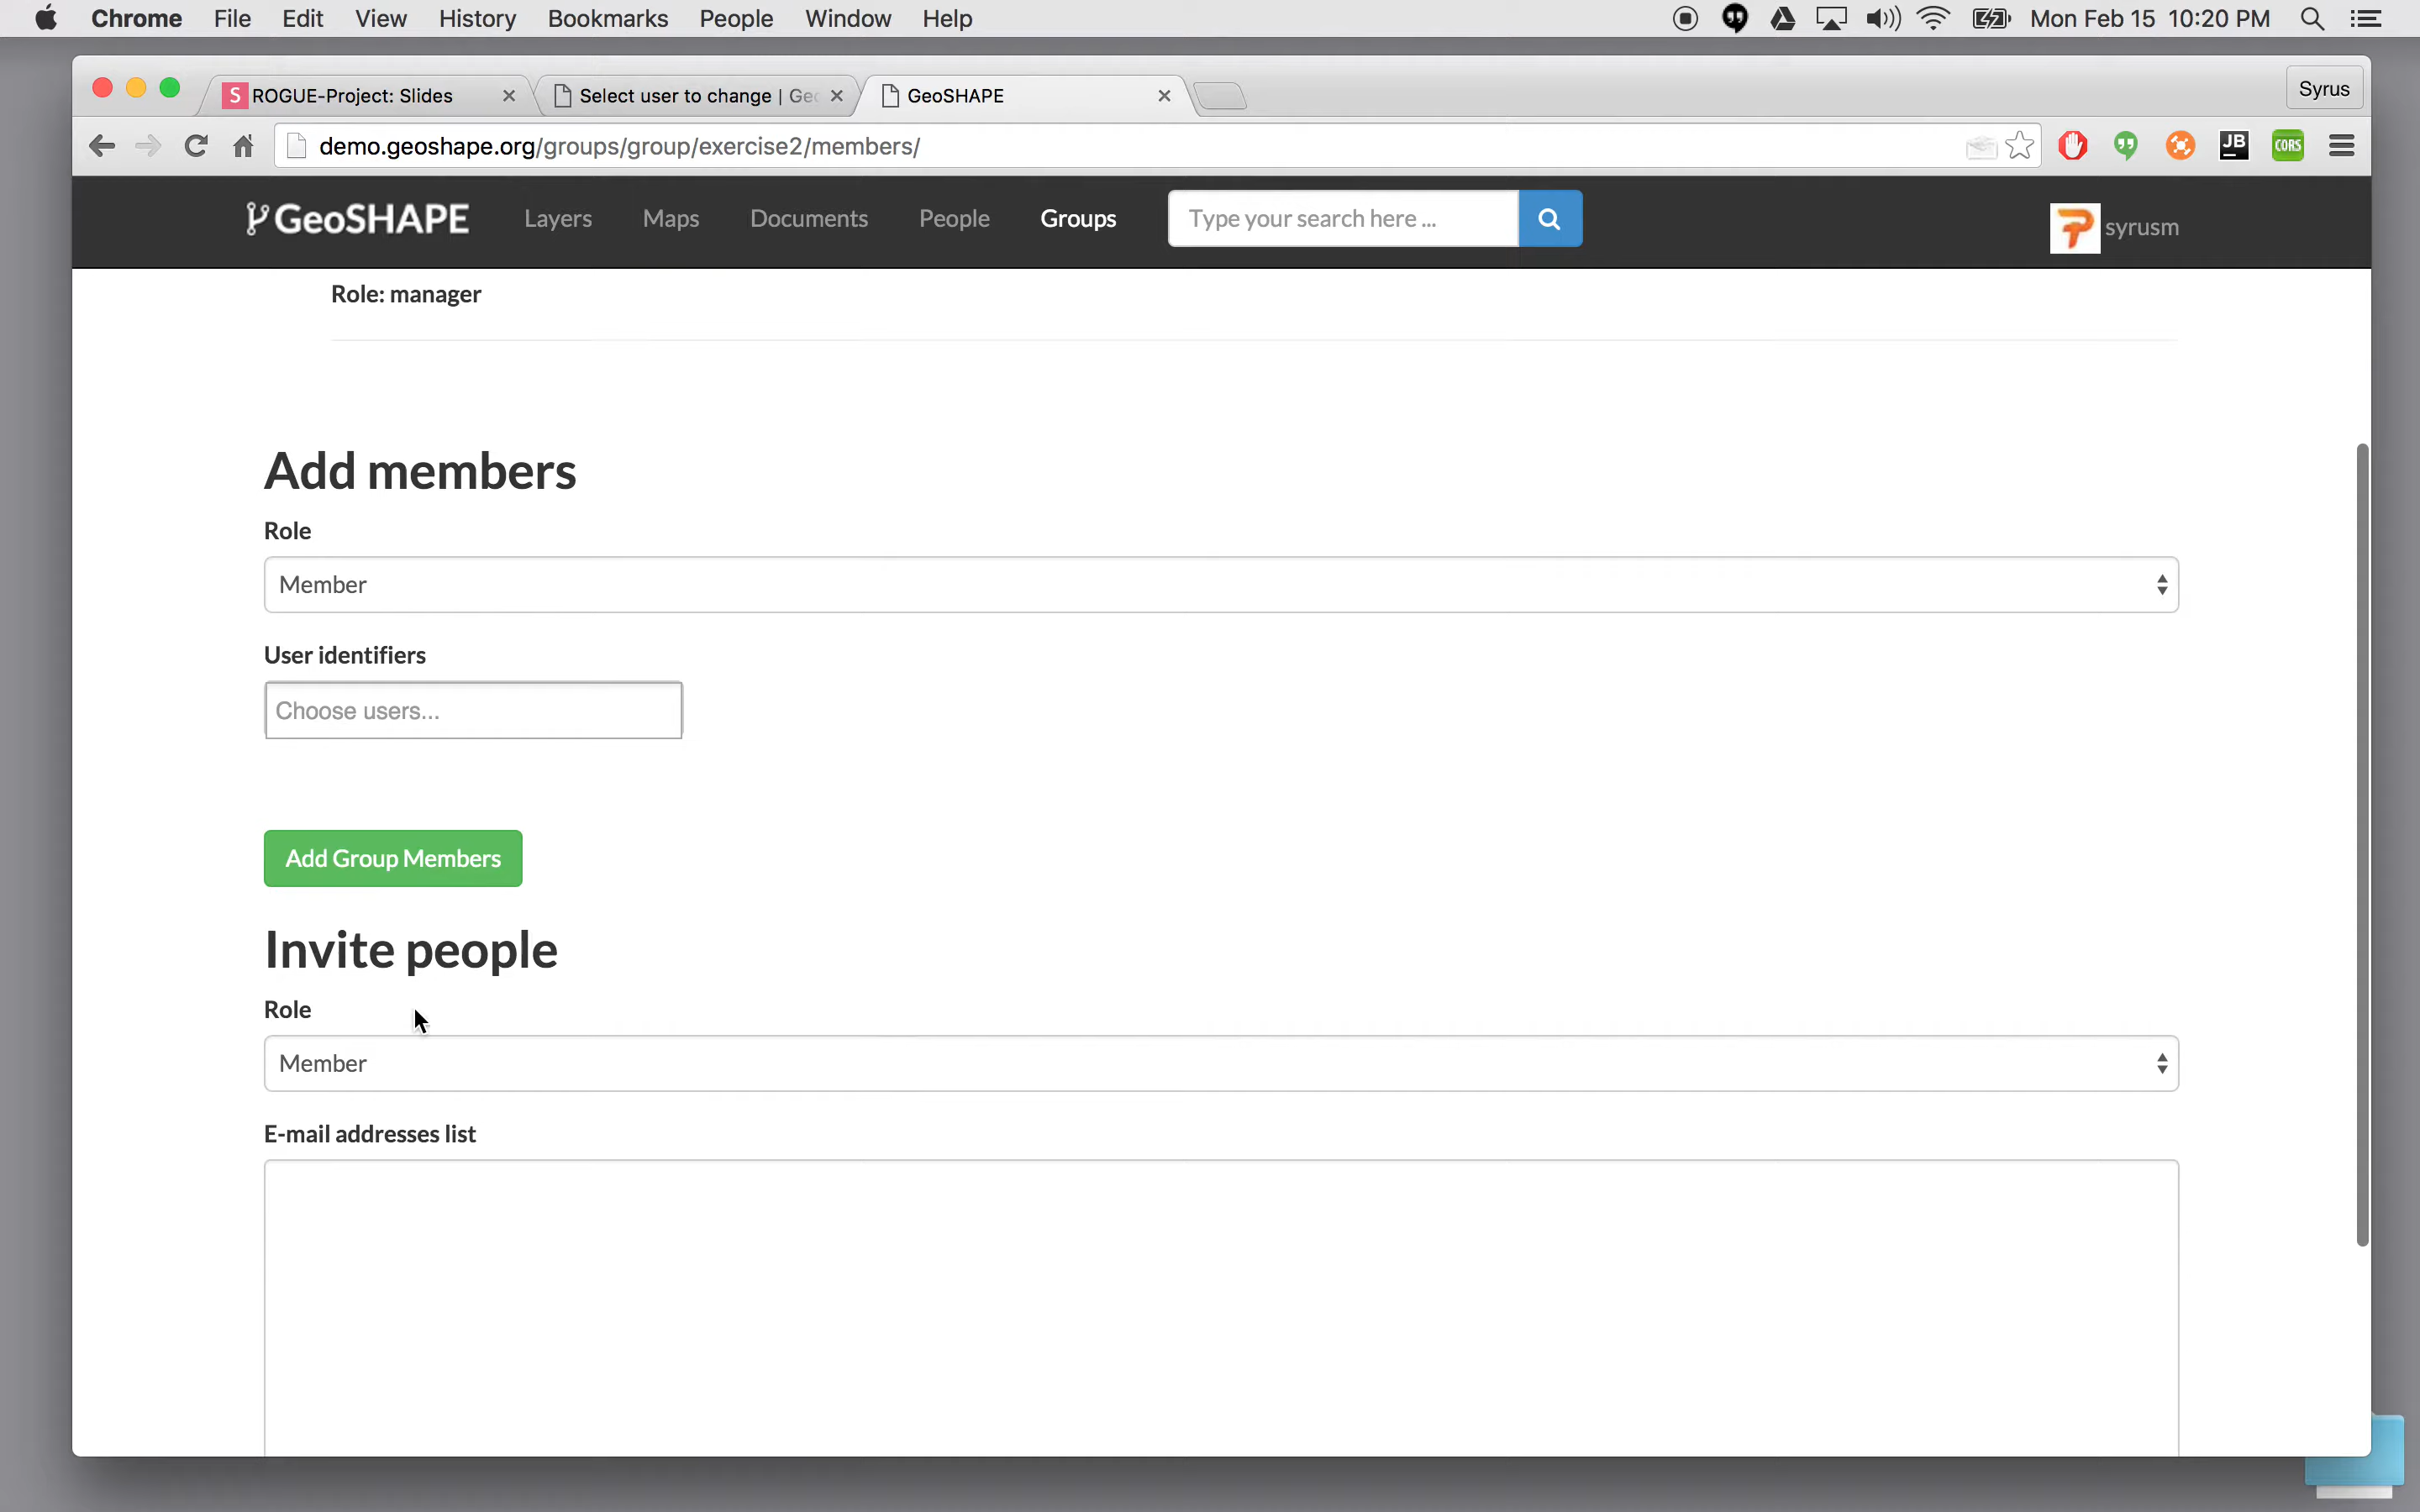 Chrome File Edit View History Bookmarks People Window Help Mon Feb 15 10:20 PM
S ROGUE-Project: Slides Select user to change | Geo GeoSHAPE Syrus
demo.geoshape.org/groups/group/exercise2/members/ JB CORS
GeoSHAPE Layers Maps Documents People Groups Type your search here ... syrusm
Role: manager
Add members
Role
Member
User identifiers
Choose users...
Add Group Members
Invite people
Role
Member
E-mail addresses list